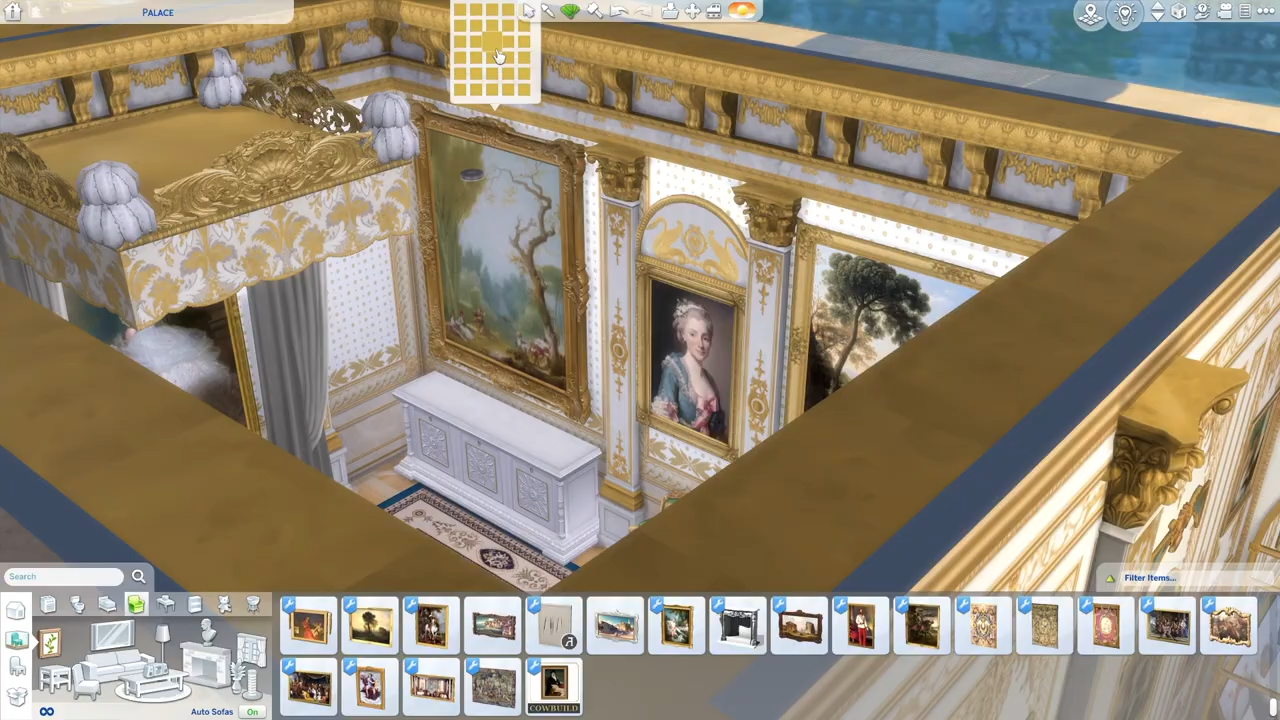 PALACE
Search
Filter Items...
a
COWBUILD
Auto Sofas
On